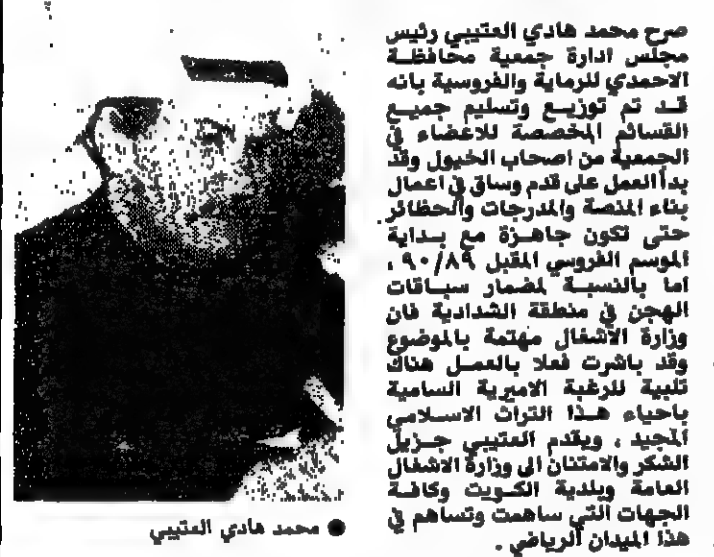 صرح محمد هادي العتيبي رئيس
مجلس ادارة جمعية محافظة
الاحمدي للرماية والفروسية بانه
قد تم توزيع وتسليم جميع
القسائم المخصصة للاعضاء في
الجمعية من اصحاب الخيول وقد
بدأ العمل على قدم وساق في اعمال
بناء المنصة والمدرجات والحظائر
حتى تكون جاهزة مع بداية
الموسم الفروسي المقبل ٩٠/٨٩ .
اما بالنسبة لمضمار سباقات
الهجن في منطقة الشدادية فان
وزارة الاشغال مهتمة بالموضوع
وقد باشرت فعلا بالعمل هناك
تلبية للرغبة الاميرية السامية
باحياء هذا التراث الاسلامي
المجيد . ويقدم العتيبي جزيل
الشكر والامتنان الى وزارة الاشغال
العامة وبلدية الكويت وكافة
الجهات التي ساهمت وتساهم في
هذا الميدان الرياضي .
● محمد هادي العتيبي